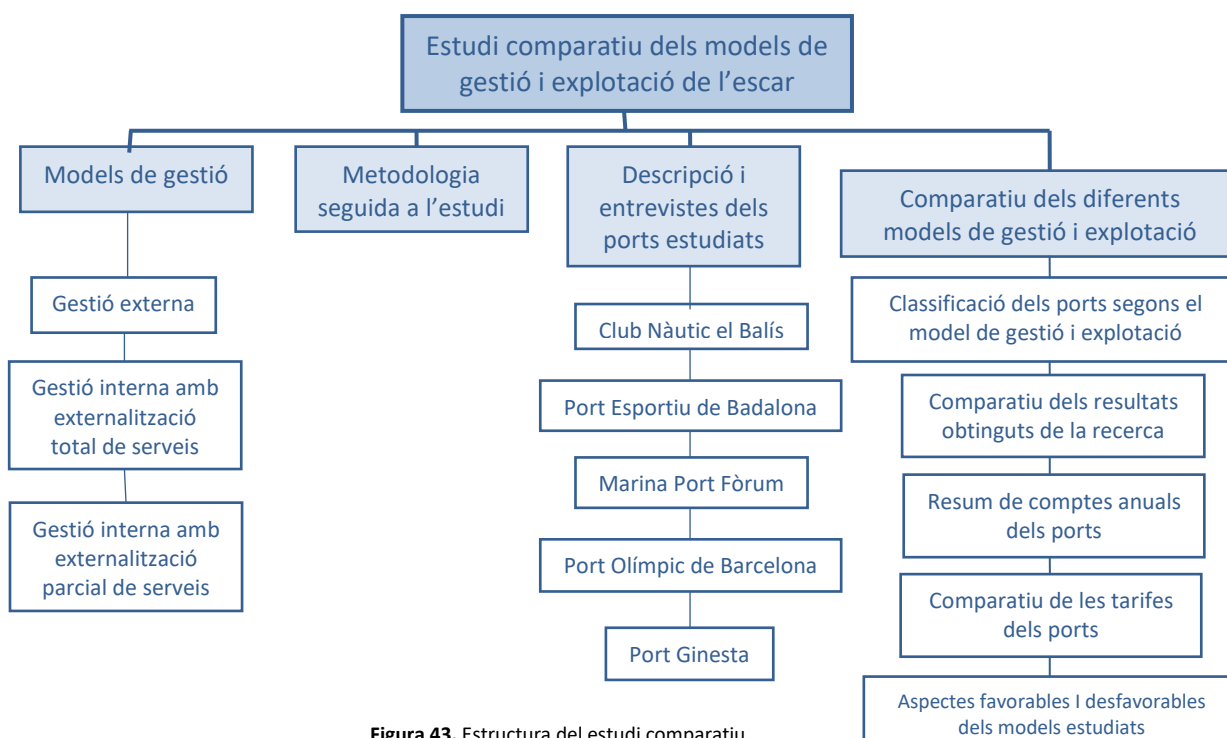 Estudi comparatiu dels models de
gestió i explotació de l'escar
Models de gestió
Gestió externa
Gestió interna amb
externalització
total de serveis
Gestió interna amb
externalització
parcial de serveis
Metodologia
seguida a l'estudi
Descripció i
entrevistes dels
ports estudiats
Club Nàutic el Balís
Port Esportiu de Badalona
Marina Port Fòrum
Port Olímpic de Barcelona
Port Ginesta
Comparatiu dels diferents
models de gestió i explotació
Classificació dels ports segons el
model de gestió i explotació
Comparatiu dels resultats
obtinguts de la recerca
Resum de comptes anuals
dels ports
Comparatiu de les tarifes
dels ports
Aspectes favorables I desfavorables
dels models estudiats
Figura 43. Estructura del estudi comparatiu